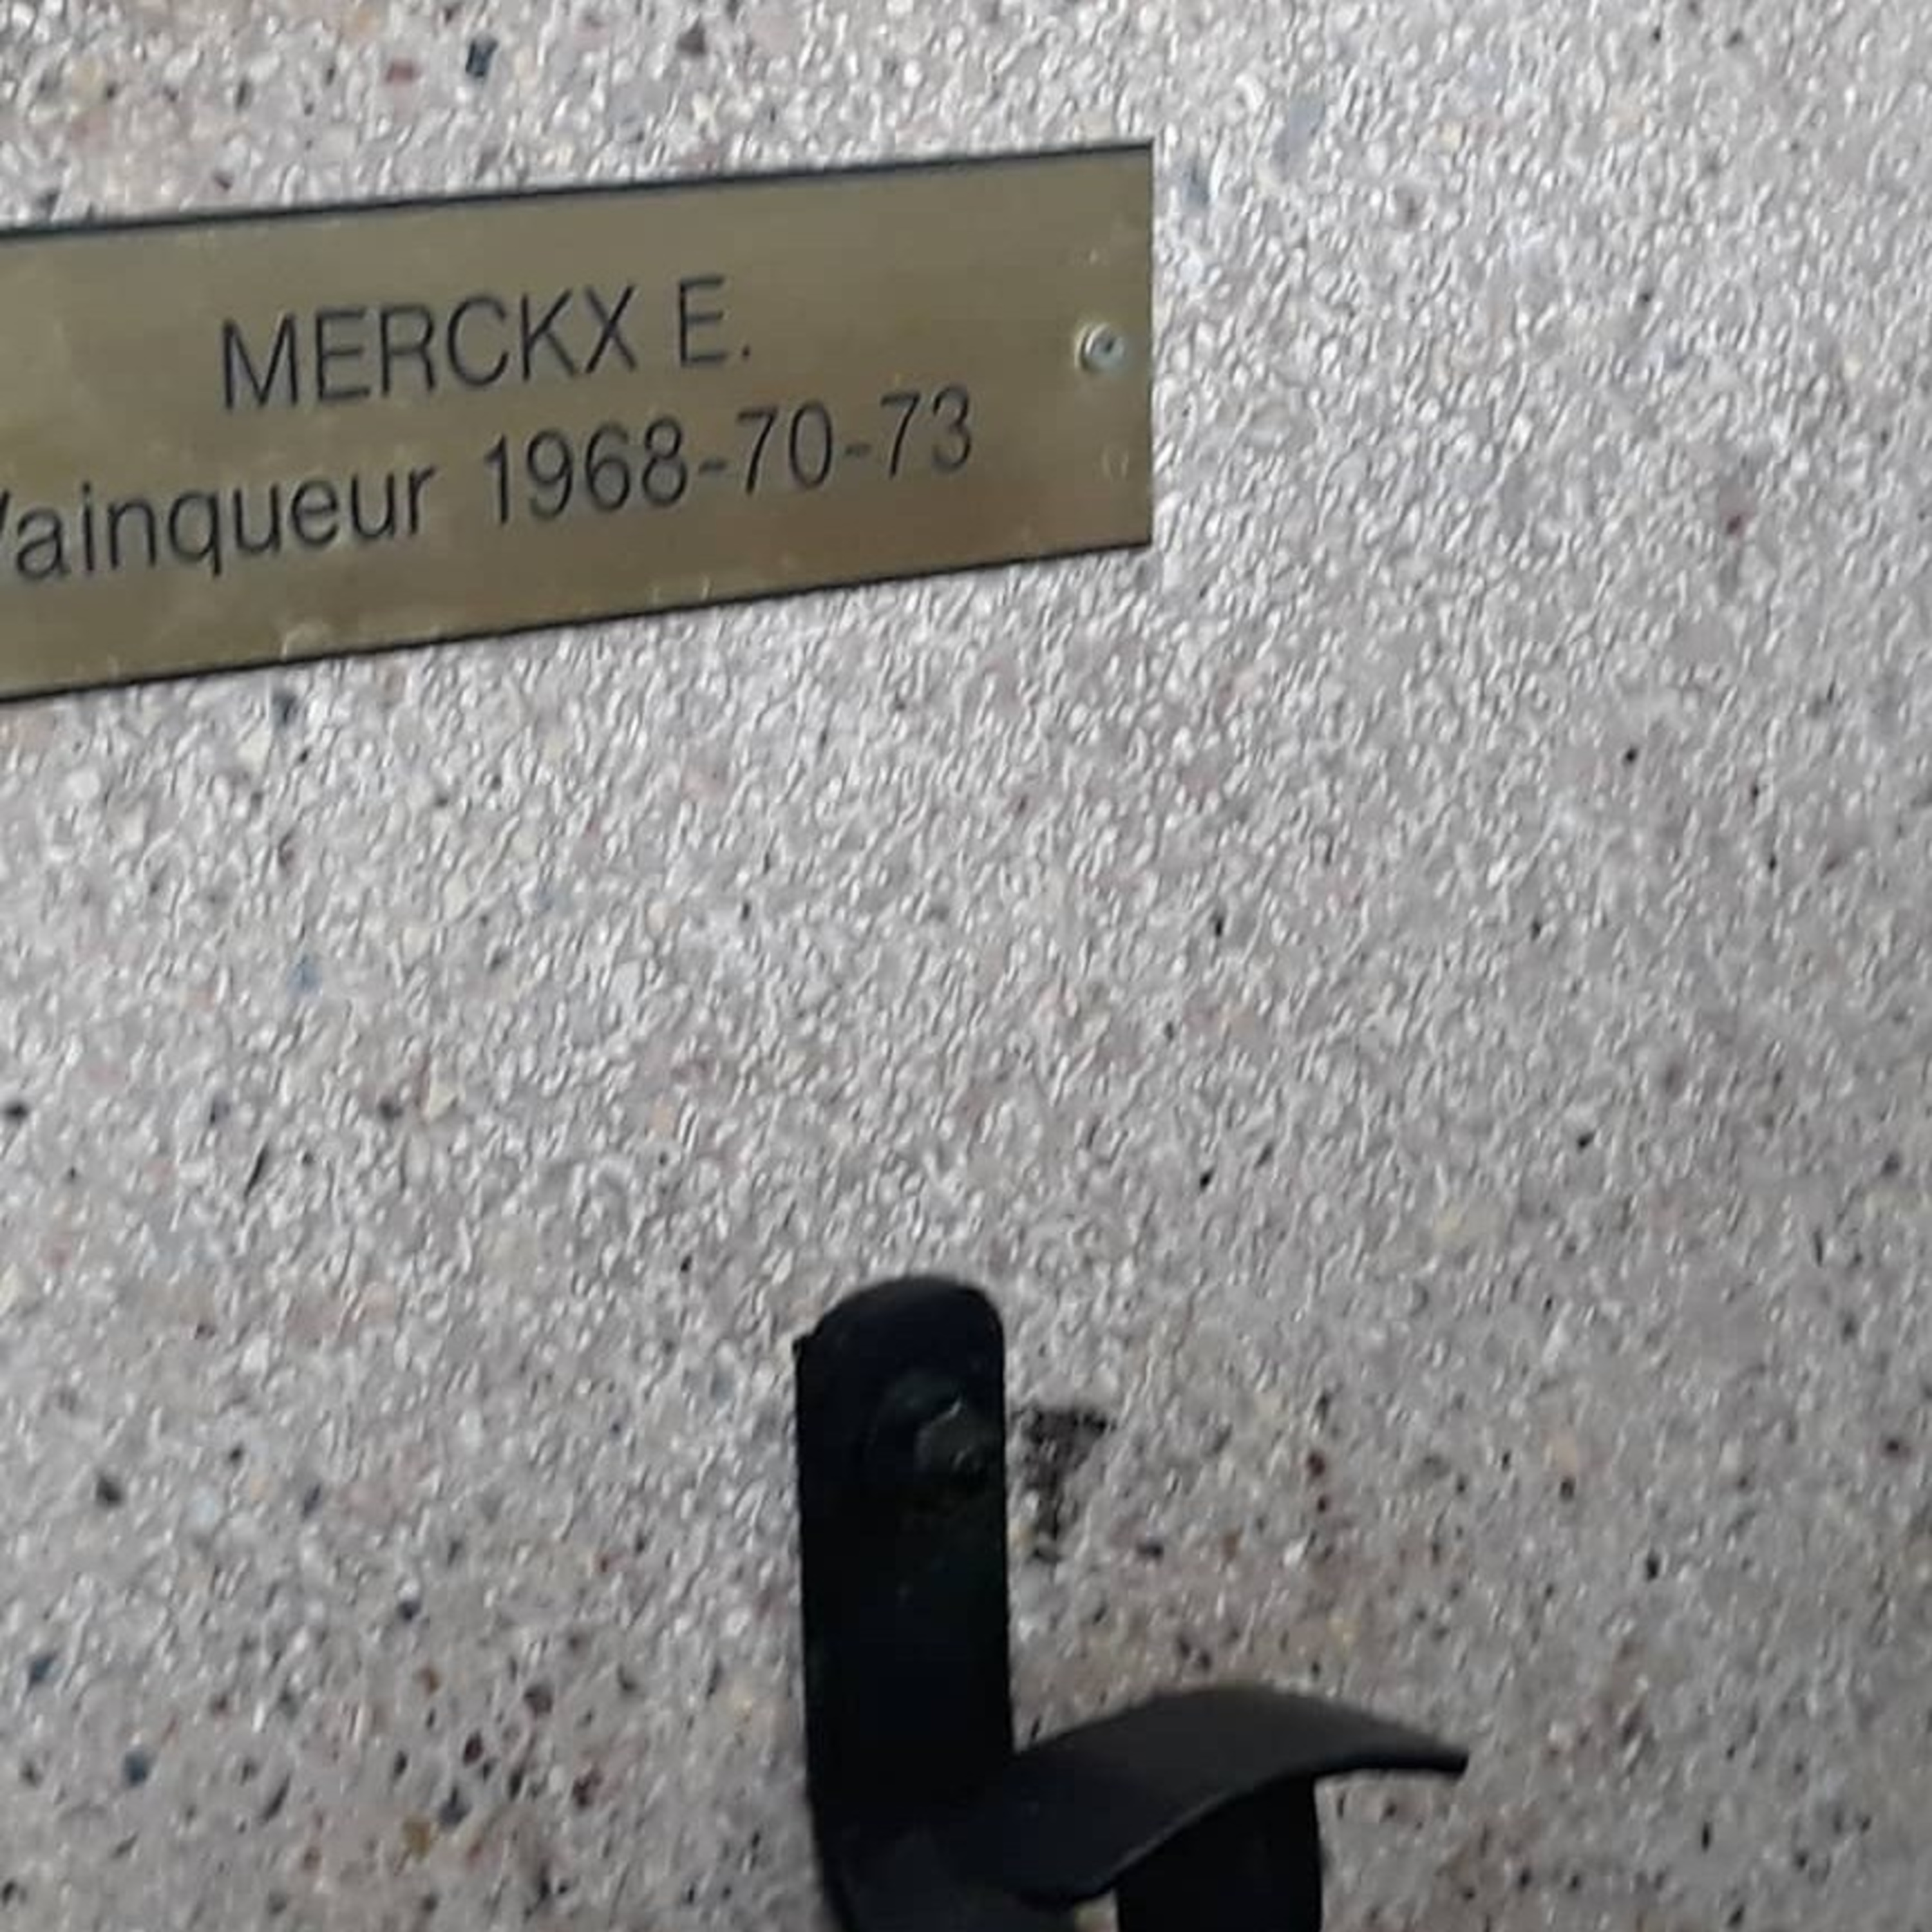 MERCKX E.
Vainqueur 1968-70-73